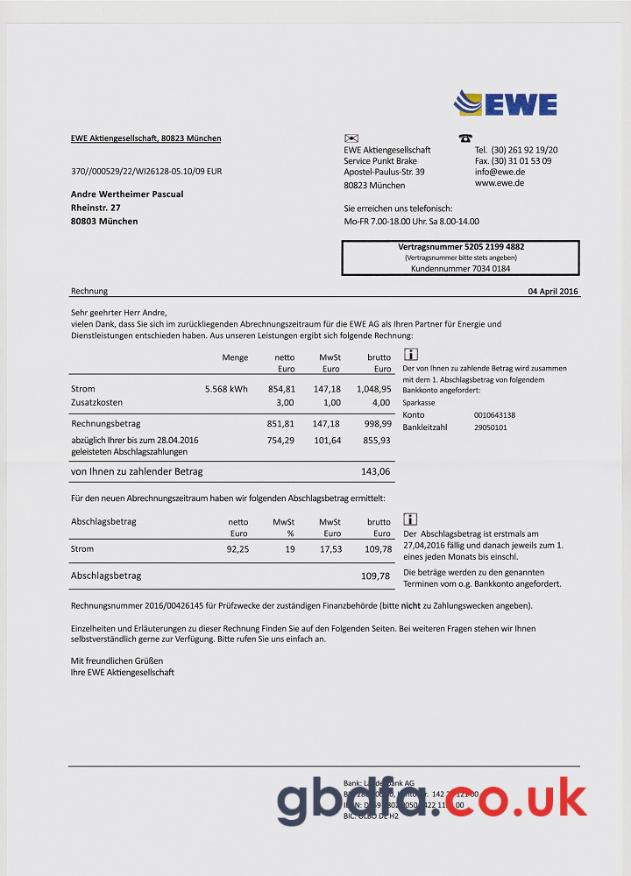 EWE
EWE Aktiengesellschaft, 80823 München
370//000529/22/WI26128-05.10/09 EUR
Andre Wertheimer Pascual
Rheinstr. 27
80803 München
EWE Aktiengesellschaft
Service Punkt Brake
Apostel-Paulus-Str. 39
80823 München
Tel. (30) 261 92 19/20
Fax. (30) 31 01 53 09
info@ewe.de
www.ewe.de
Sie erreichen uns telefonisch:
Mo-FR 7.00-18.00 Uhr. Sa 8.00-14.00
Vertragsnummer 5205 2199 4882
(Vertragsnummer bitte stets angeben)
Kundennummer 7034 0184
Rechnung 04 April 2016
Sehr geehrter Herr Andre,
vielen Dank, dass Sie sich im zurückliegenden Abrechnungszeitraum für die EWE AG als Ihren Partner für Energie und
Dienstleistungen entschieden haben. Aus unseren Leistungen ergibt sich folgende Rechnung:
Menge netto MwSt brutto
Euro Euro Euro
Strom 5.568 kWh 854,81 147,18 1,048,95
Zusatzkosten 3,00 1,00 4,00
Rechnungsbetrag 851,81 147,18 998,99
abzüglich Ihrer bis zum 28.04.2016 754,29 101,64 855,93
geleisteten Abschlagszahlungen
von Ihnen zu zahlender Betrag 143,06
i
Der von Ihnen zu zahlende Betrag wird zusammen
mit dem 1. Abschlagsbetrag von folgendem
Bankkonto angefordert:
Sparkasse
Konto 0010643138
Bankleitzahl 29050101
Für den neuen Abrechnungszeitraum haben wir folgenden Abschlagsbetrag ermittelt:
Abschlagsbetrag netto MwSt MwSt brutto
Euro % Euro Euro
Strom 92,25 19 17,53 109,78
Abschlagsbetrag 109,78
i
Der Abschlagsbetrag ist erstmals am
27,04,2016 fällig und danach jeweils zum 1.
eines jeden Monats bis einschl.
Die beträge werden zu den genannten
Terminen vom o.g. Bankkonto angefordert.
Rechnungsnummer 2016/00426145 für Prüfzwecke der zuständigen Finanzbehörde (bitte nicht zu Zahlungswecken angeben).
Einzelheiten und Erläuterungen zu dieser Rechnung Finden Sie auf den Folgenden Seiten. Bei weiteren Fragen stehen wir Ihnen
selbstverständlich gerne zur Verfügung. Bitte rufen Sie uns einfach an.
Mit freundlichen Grüßen
Ihre EWE Aktiengesellschaft
Bank: AG
BIC: H2
gbdfa.co.uk